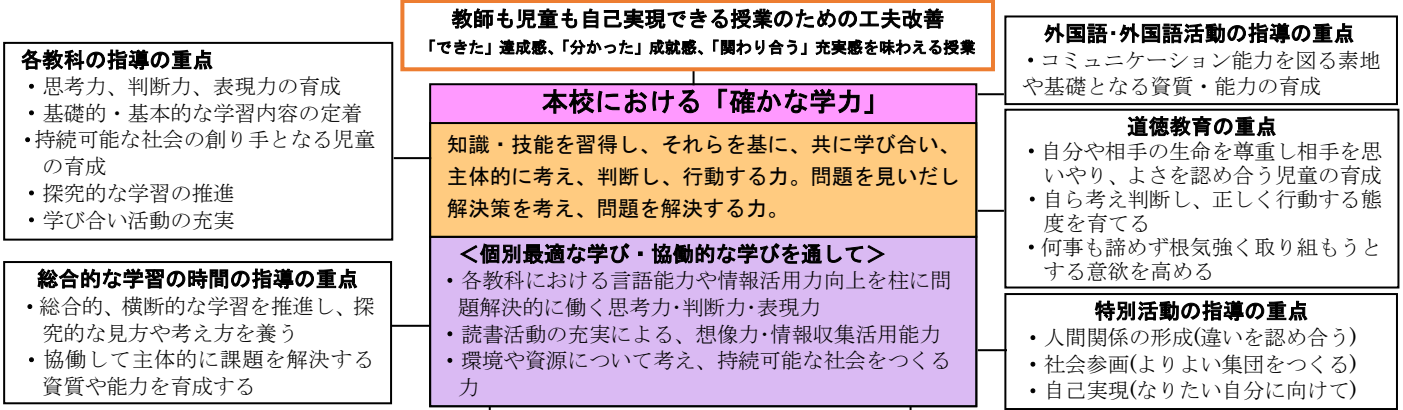 教師も児童も自己実現できる授業のための工夫改善
「できた」達成感、「分かった」成就感、「関わり合う」充実感を味わえる授業
各教科の指導の重点
・思考力、判断力、表現力の育成
・基礎的・基本的な学習内容の定着
・持続可能な社会の創り手となる児童
の育成
・探究的な学習の推進
・学び合い活動の充実
総合的な学習の時間の指導の重点
・総合的、横断的な学習を推進し、探
究的な見方や考え方を養う
・協働して主体的に課題を解決する
資質や能力を育成する
本校における「確かな学力」
知識・技能を習得し、それらを基に、共に学び合い、
主体的に考え、判断し、行動する力。問題を見いだし
解決策を考え、問題を解決する力。
＜個別最適な学び・協働的な学びを通して＞
・各教科における言語能力や情報活用力向上を柱に問
題解決的に働く思考力・判断力・表現力
・読書活動の充実による、想像力・情報収集活用能力
・環境や資源について考え、持続可能な社会をつくる
力
外国語・外国語活動の指導の重点
・コミュニケーション能力を図る素地
や基礎となる資質・能力の育成
道徳教育の重点
・自分や相手の生命を尊重し相手を思
いやり、よさを認め合う児童の育成
・自ら考え判断し、正しく行動する態
度を育てる
・何事も諦めず根気強く取り組もうと
する意欲を高める
特別活動の指導の重点
・人間関係の形成(違いを認め合う)
・社会参画(よりよい集団をつくる)
・自己実現(なりたい自分に向けて)